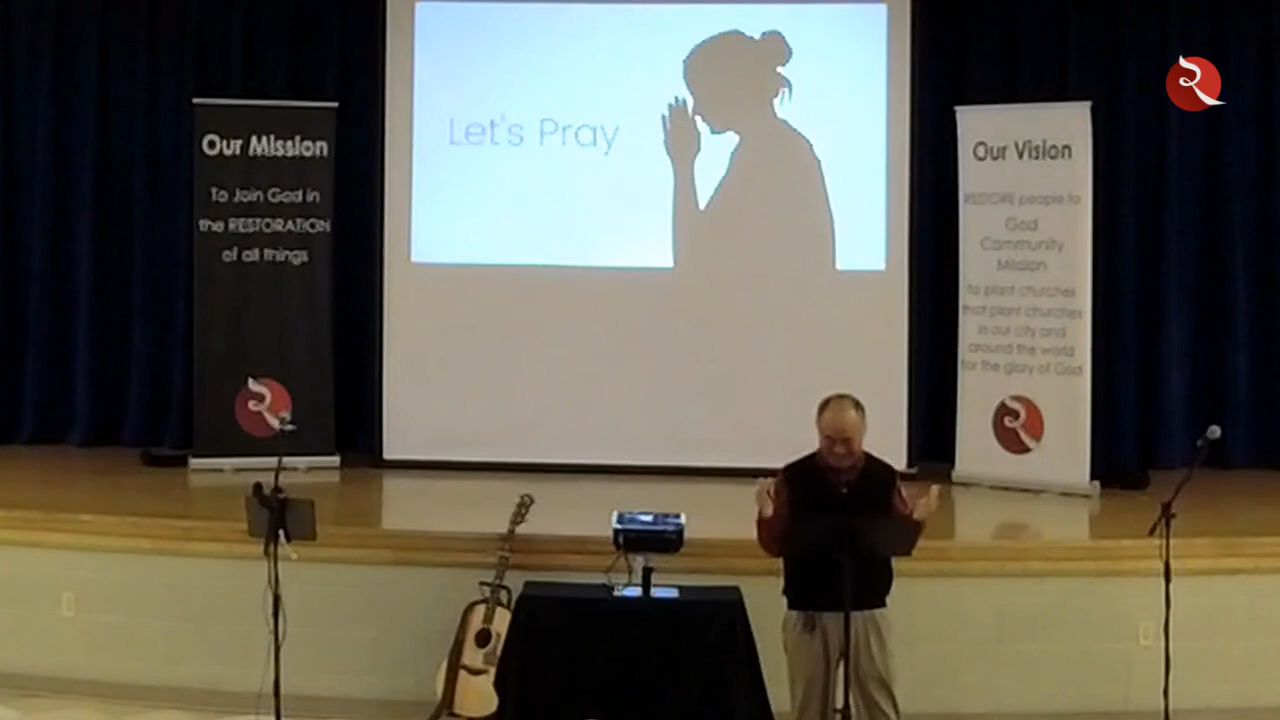 Our Mission
To Join God in
the RESTORATION
of all things
Let's Pray
Our Vision
RESTORE people to
God
Community
Mission
to plant churches
that plant churches
in our city and
around the world
for the glory of God